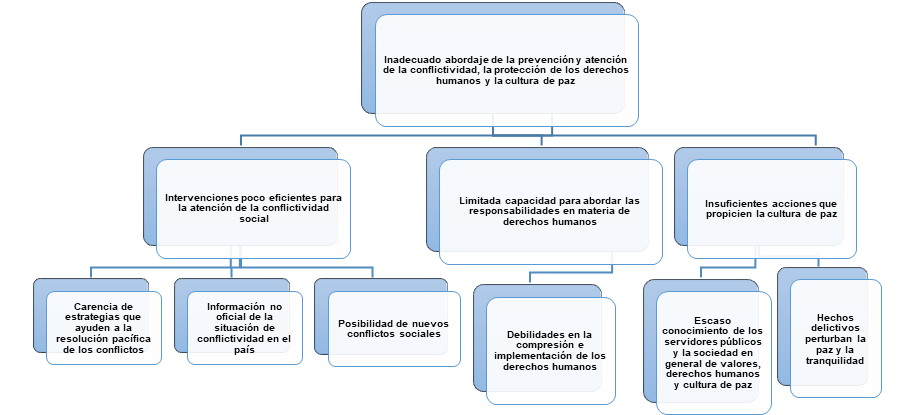 Inadecuado abordaje de la prevención y atención
de la conflictividad, la protección de los derechos
humanos y la cultura de paz
Intervenciones poco eficientes para
la atención de la conflictividad
social
Limitada capacidad para abordar las
responsabilidades en materia de
derechos humanos
Insuficientes acciones que
propicien la cultura de paz
Carencia de
estrategias que
ayuden a la
resolución pacífica
de los conflictos
Información no
oficial de la
situación de
conflictividad en el
país
Posibilidad de nuevos
conflictos sociales
Debilidades en la
compresión e
implementación de los
derechos humanos
Escaso
conocimiento de los
servidores públicos
y la sociedad en
general de valores,
derechos humanos
y cultura de paz
Hechos
delictivos
perturban la
paz y la
tranquilidad